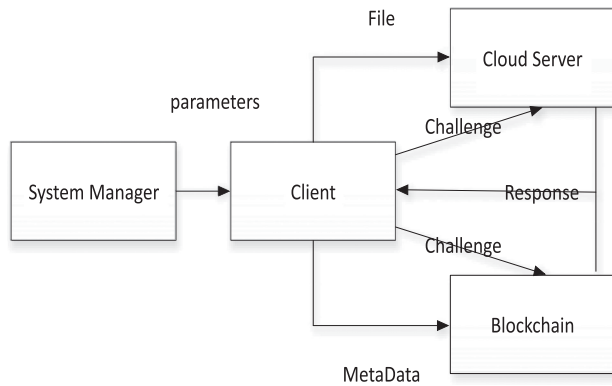 File
Cloud Server
parameters
Challenge
System Manager
Client
Response
Challenge
Blockchain
MetaData